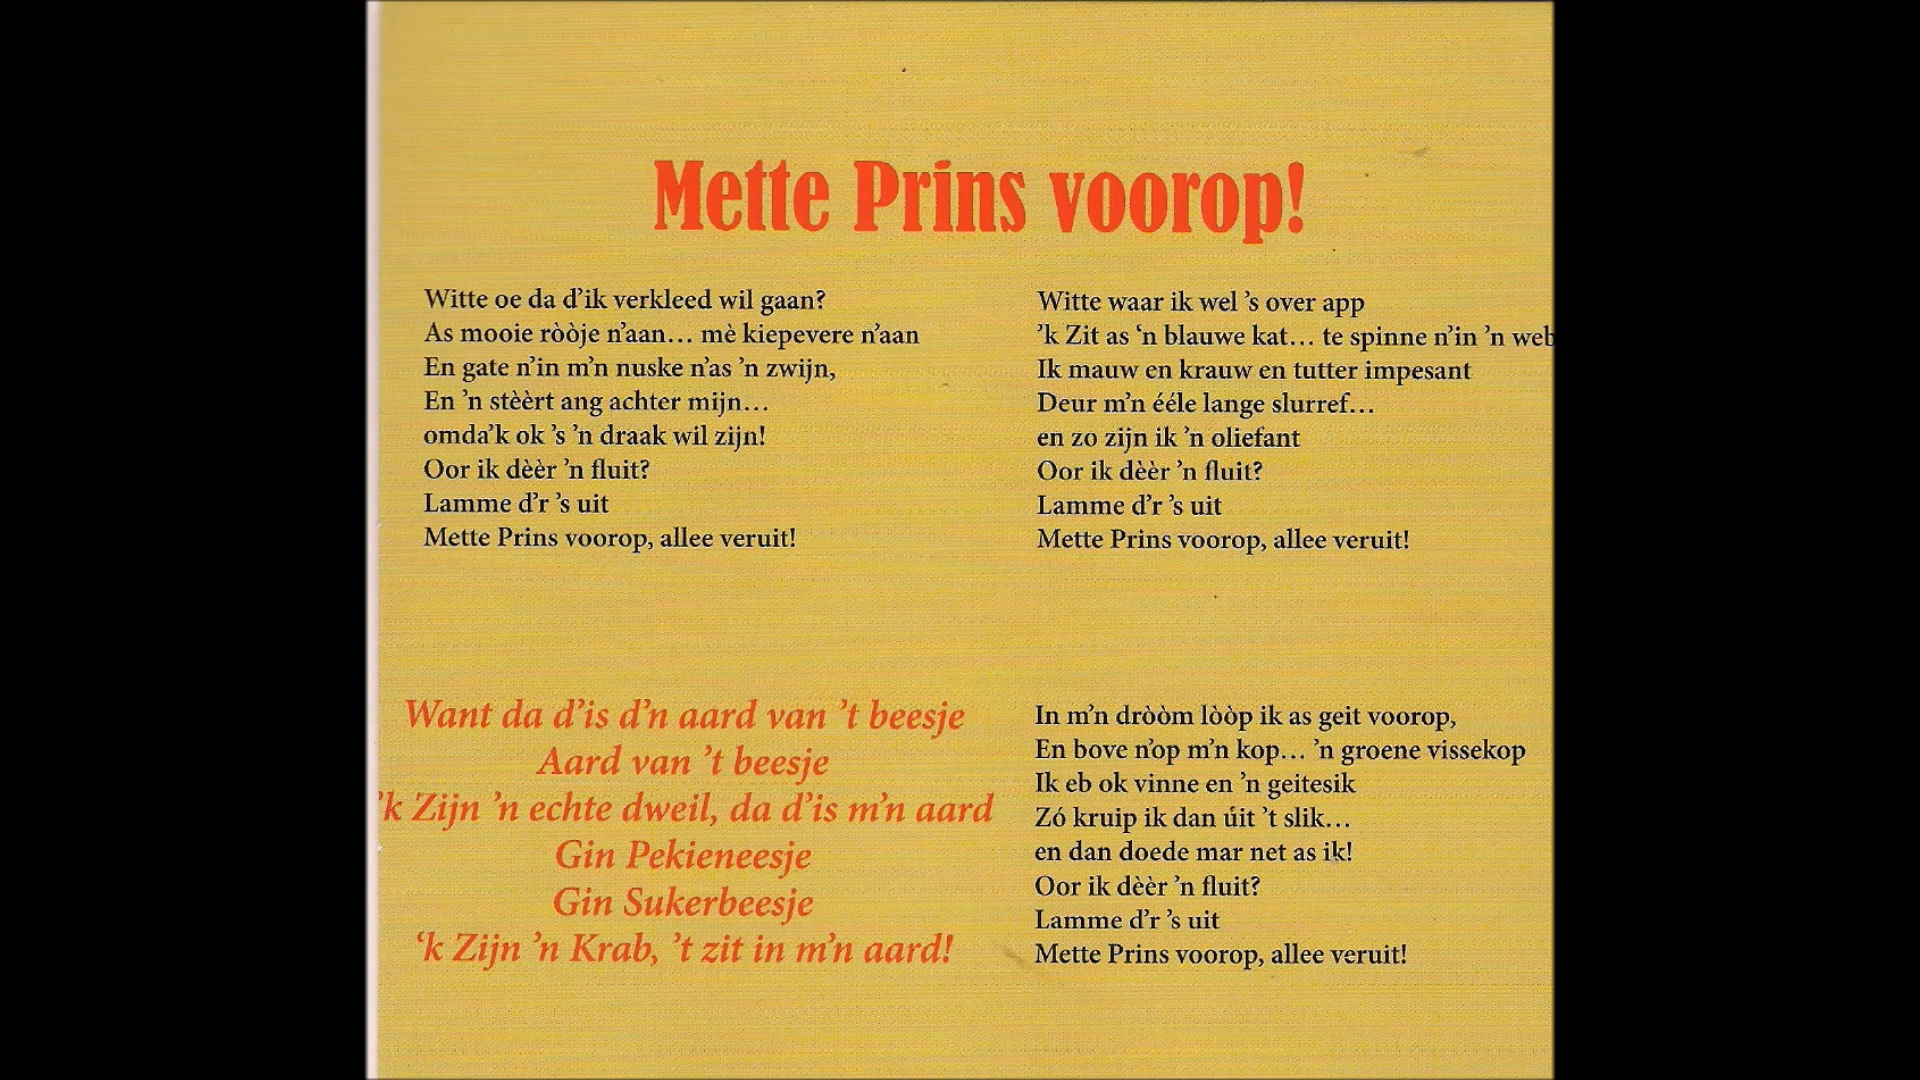 Mette Prins voorop!
Witte oe da d’ik verkleed wil gaan?
As mooie ròòje n’aan… mè kiepevere n’aan
En gate n’in m’n nuske n’as ’n zwijn,
En ’n stèèrt ang achter mijn…
omda’k ok ’s ’n draak wil zijn!
Oor ik dèèr ’n fluit?
Lamme d’r ’s uit
Mette Prins voorop, allee veruit!
Want da d’is d’n aard van ’t beesje
Aard van ’t beesje
’k Zijn ’n echte dweil, da d’is m’n aard
Gin Pekieneesje
Gin Sukerbeesje
‘k Zijn ’n Krab, ’t zit in m’n aard!
Witte waar ik wel ’s over app
’k Zit as ‘n blauwe kat… te spinne n’in ’n web
Ik mauw en krauw en tutter impesant
Deur m’n ééle lange slurref…
en zo zijn ik ’n oliefant
Oor ik dèèr ’n fluit?
Lamme d’r ’s uit
Mette Prins voorop, allee veruit!
In m’n dròòm lòòp ik as geit voorop,
En bove n’op m’n kop… ’n groene vissekop
Ik eb ok vinne en ’n geitesik
Zó kruip ik dan úit ’t slik…
en dan doede mar net as ik!
Oor ik dèèr ’n fluit?
Lamme d’r ’s uit
Mette Prins voorop, allee veruit!